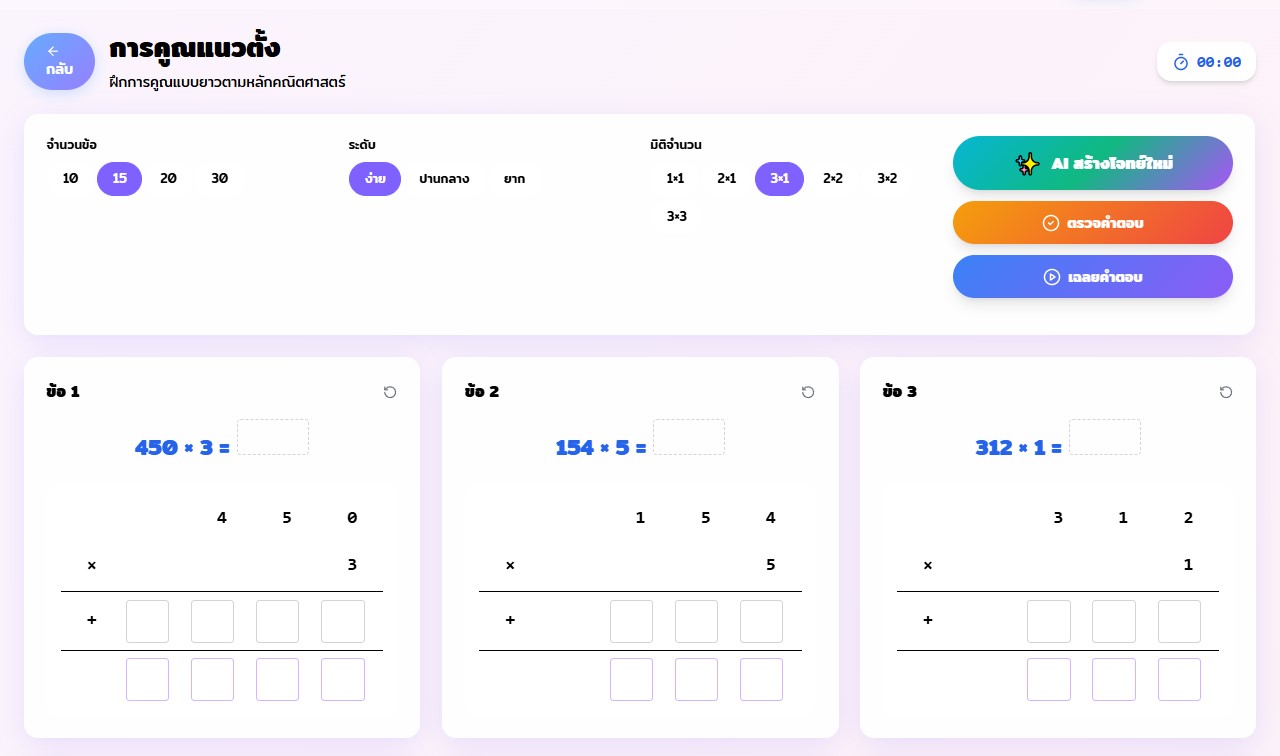 ← กลับ
การคูณแนวตั้ง
ฝึกการคูณแบบยาวตามหลักคณิตศาสตร์
00:00
จำนวนข้อ
10 15 20 30
ระดับ
ง่าย ปานกลาง ยาก
มิติจำนวน
1×1 2×1 3×1 2×2 3×2
3×3
✨ AI สร้างโจทย์ใหม่
ตรวจคำตอบ
เฉลยคำตอบ
ข้อ 1
450 × 3 =
4 5 0
× 3
+
ข้อ 2
154 × 5 =
1 5 4
× 5
+
ข้อ 3
312 × 1 =
3 1 2
× 1
+